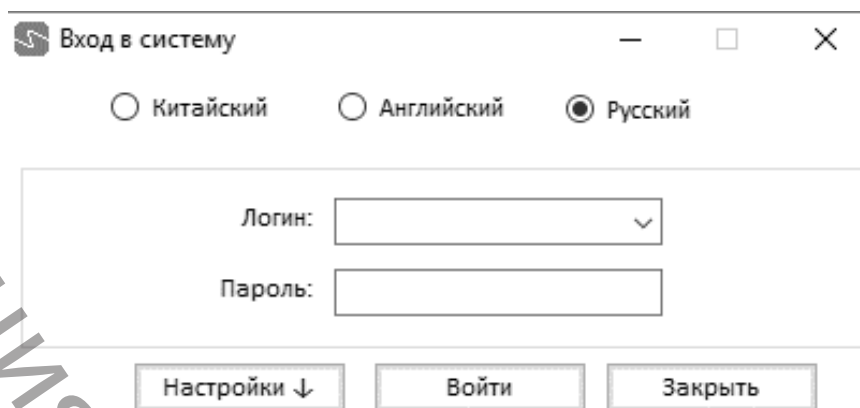 Вход в систему
Китайский Английский Русский
Логин:
Пароль:
Настройки ↓ Войти Закрыть